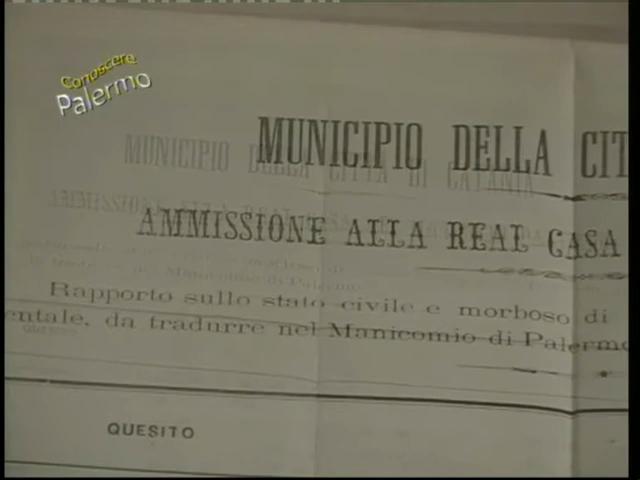 Conoscere
Palermo
MUNICIPIO DELLA CIT
MUNICIPIO DELLA CITTÀ DI CATANIA
AMMISSIONE ALLA REAL CASA
Rapporto sullo stato civile e morboso di
entale, da tradurre nel Manicomio di Palermo
QUESITO